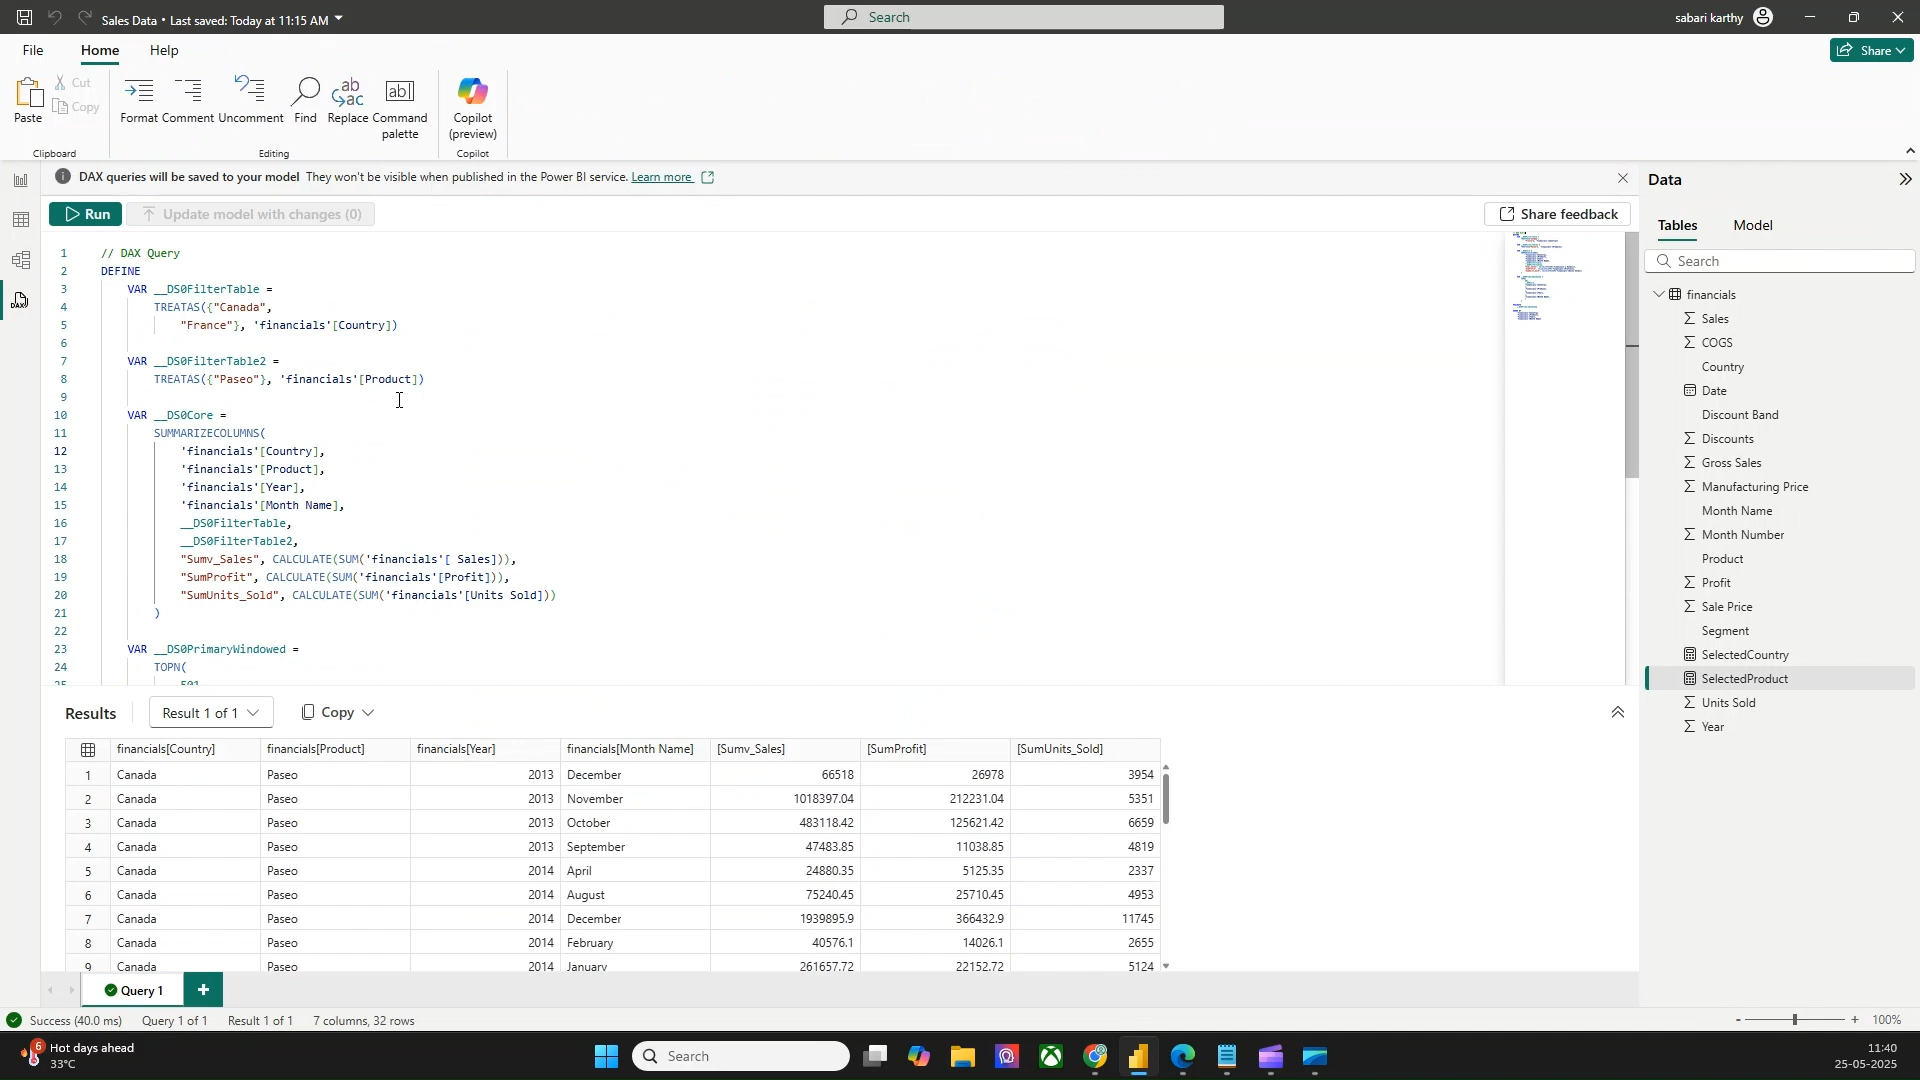 Sales Data • Last saved: Today at 11:15 AM
Search
sabari karthy
File
Home
Help
Share
Paste
Cut
Copy
Format
Comment
Uncomment
Find
Replace
Command palette
Copilot (preview)
Clipboard
Editing
Copilot
DAX queries will be saved to your model They won't be visible when published in the Power BI service. Learn more
Run
Update model with changes (0)
Share feedback
1 // DAX Query
2 DEFINE
3 VAR __DS0FilterTable =
4 TREATAS({"Canada",
5 "France"}, 'financials'[Country])
6
7 VAR __DS0FilterTable2 =
8 TREATAS({"Paseo"}, 'financials'[Product])
9
10 VAR __DS0Core =
11 SUMMARIZECOLUMNS(
12 'financials'[Country],
13 'financials'[Product],
14 'financials'[Year],
15 'financials'[Month Name],
16 __DS0FilterTable,
17 __DS0FilterTable2,
18 "Sumv_Sales", CALCULATE(SUM('financials'[ Sales])),
19 "SumProfit", CALCULATE(SUM('financials'[Profit])),
20 "SumUnits_Sold", CALCULATE(SUM('financials'[Units Sold]))
21 )
22
23 VAR __DS0PrimaryWindowed =
24 TOPN(
25 501
Results
Result 1 of 1
Copy
financials[Country] financials[Product] financials[Year] financials[Month Name] [Sumv_Sales] [SumProfit] [SumUnits_Sold]
1 Canada Paseo 2013 December 66518 26978 3954
2 Canada Paseo 2013 November 1018397.04 212231.04 5351
3 Canada Paseo 2013 October 483118.42 125621.42 6659
4 Canada Paseo 2013 September 47483.85 11038.85 4819
5 Canada Paseo 2014 April 24880.35 5125.35 2337
6 Canada Paseo 2014 August 75240.45 25710.45 4953
7 Canada Paseo 2014 December 1939895.9 366432.9 11745
8 Canada Paseo 2014 February 40576.1 14026.1 2655
9 Canada Paseo 2014 January 261657.72 22152.72 5124
Query 1
Success (40.0 ms) Query 1 of 1 Result 1 of 1 7 columns, 32 rows
Data
Tables
Model
Search
financials
Sales
COGS
Country
Date
Discount Band
Discounts
Gross Sales
Manufacturing Price
Month Name
Month Number
Product
Profit
Sale Price
Segment
SelectedCountry
SelectedProduct
Units Sold
Year
100%
6
Hot days ahead
33°C
Search
11:40
25-05-2025